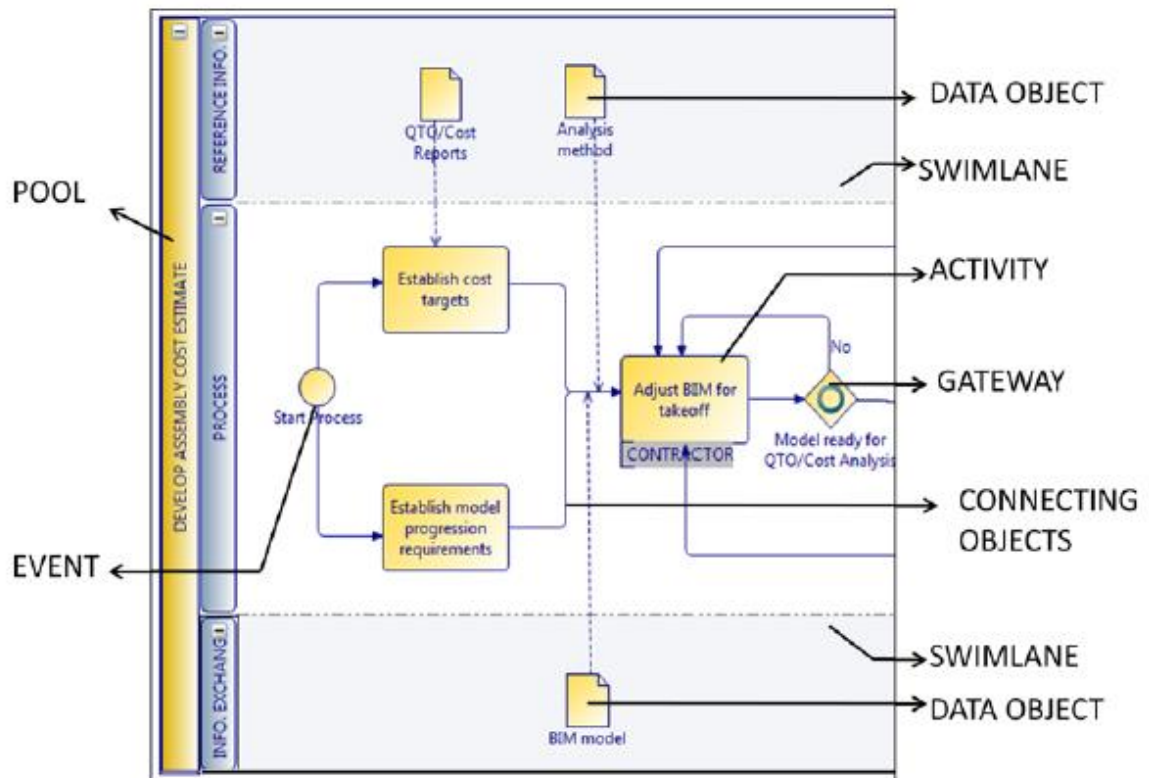 REFERENCE INFO.
QTO/Cost
Reports
Analysis
method
DATA OBJECT
SWIMLANE
POOL
DEVELOP ASSEMBLY COST ESTIMATE
PROCESS
Establish cost
targets
ACTIVITY
No
Start Process
Adjust BIM for
takeoff
CONTRACTOR
GATEWAY
Model ready for
QTO/Cost Analysis
Establish model
progression
requirements
CONNECTING
OBJECTS
EVENT
INFO. EXCHANG
SWIMLANE
BIM model
DATA OBJECT